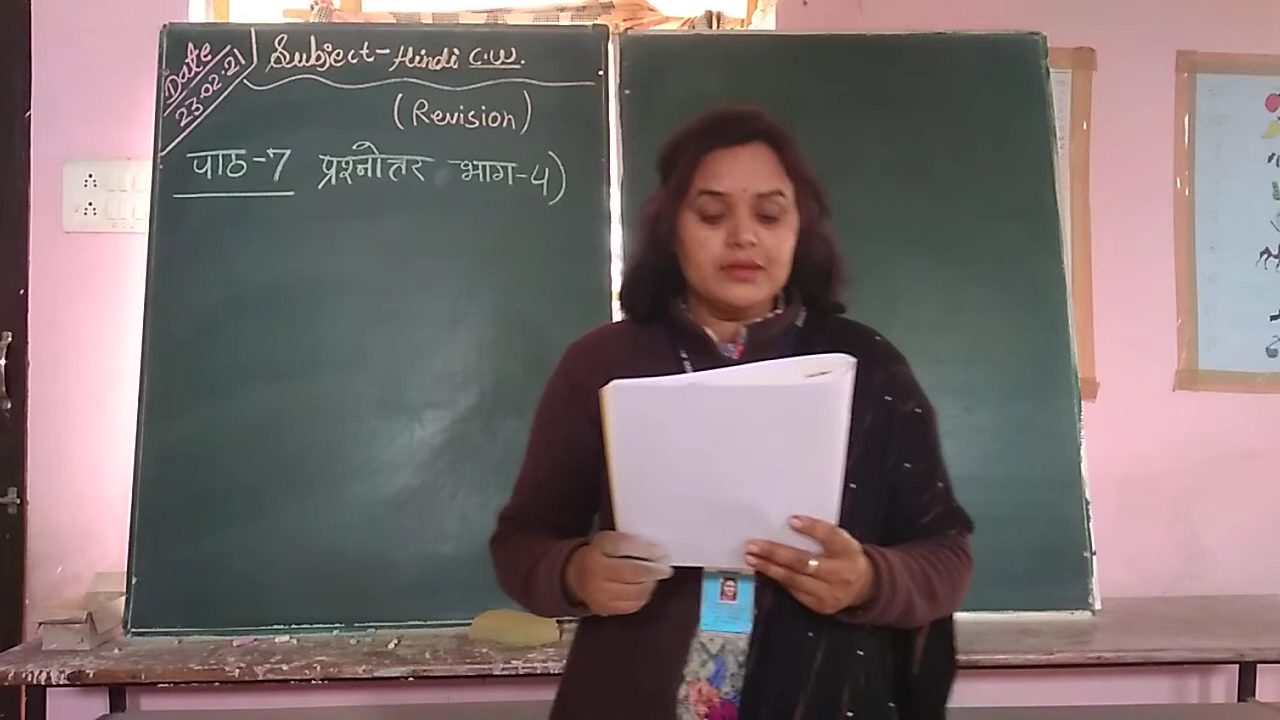 Date
23.02.21
Subject-Hindi C.W.
(Revision)
पाठ-7 प्रश्नोत्तर भाग-4)